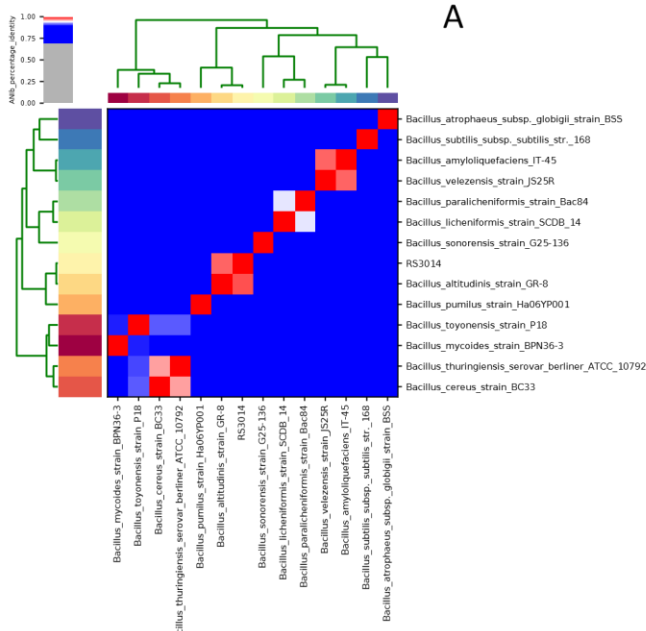 A
1.00
0.75
0.50
0.25
0.00
ANIb_percentage_identity
Bacillus_atrophaeus_subsp._globigii_strain_BSS
Bacillus_subtilis_subsp._subtilis_str._168
Bacillus_amyloliquefaciens_IT-45
Bacillus_velezensis_strain_JS25R
Bacillus_paralicheniformis_strain_Bac84
Bacillus_licheniformis_strain_SCDB_14
Bacillus_sonorensis_strain_G25-136
RS3014
Bacillus_altitudinis_strain_GR-8
Bacillus_pumilus_strain_Ha06YP001
Bacillus_toyonensis_strain_P18
Bacillus_mycoides_strain_BPN36-3
Bacillus_thuringiensis_serovar_berliner_ATCC_10792
Bacillus_cereus_strain_BC33
Bacillus_mycoides_strain_BPN36-3
Bacillus_toyonensis_strain_P18
Bacillus_cereus_strain_BC33
cillus_thuringiensis_serovar_berliner_ATCC_10792
Bacillus_pumilus_strain_Ha06YP001
Bacillus_altitudinis_strain_GR-8
RS3014
Bacillus_sonorensis_strain_G25-136
Bacillus_licheniformis_strain_SCDB_14
Bacillus_paralicheniformis_strain_Bac84
Bacillus_velezensis_strain_JS25R
Bacillus_amyloliquefaciens_IT-45
Bacillus_subtilis_subsp._subtilis_str._168
Bacillus_atrophaeus_subsp._globigii_strain_BSS